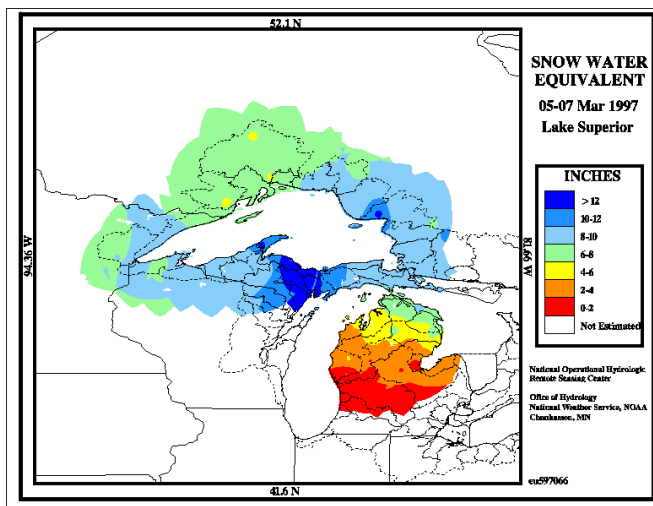 52.1 N
94.36 W
81.66 W
41.6 N
SNOW WATER
EQUIVALENT
05-07 Mar 1997
Lake Superior
INCHES
> 12
10-12
8-10
6-8
4-6
2-4
0-2
Not Estimated
National Operational Hydrologic
Remote Sensing Center
Office of Hydrology
National Weather Service, NOAA
Chanhassen, MN
eu597066